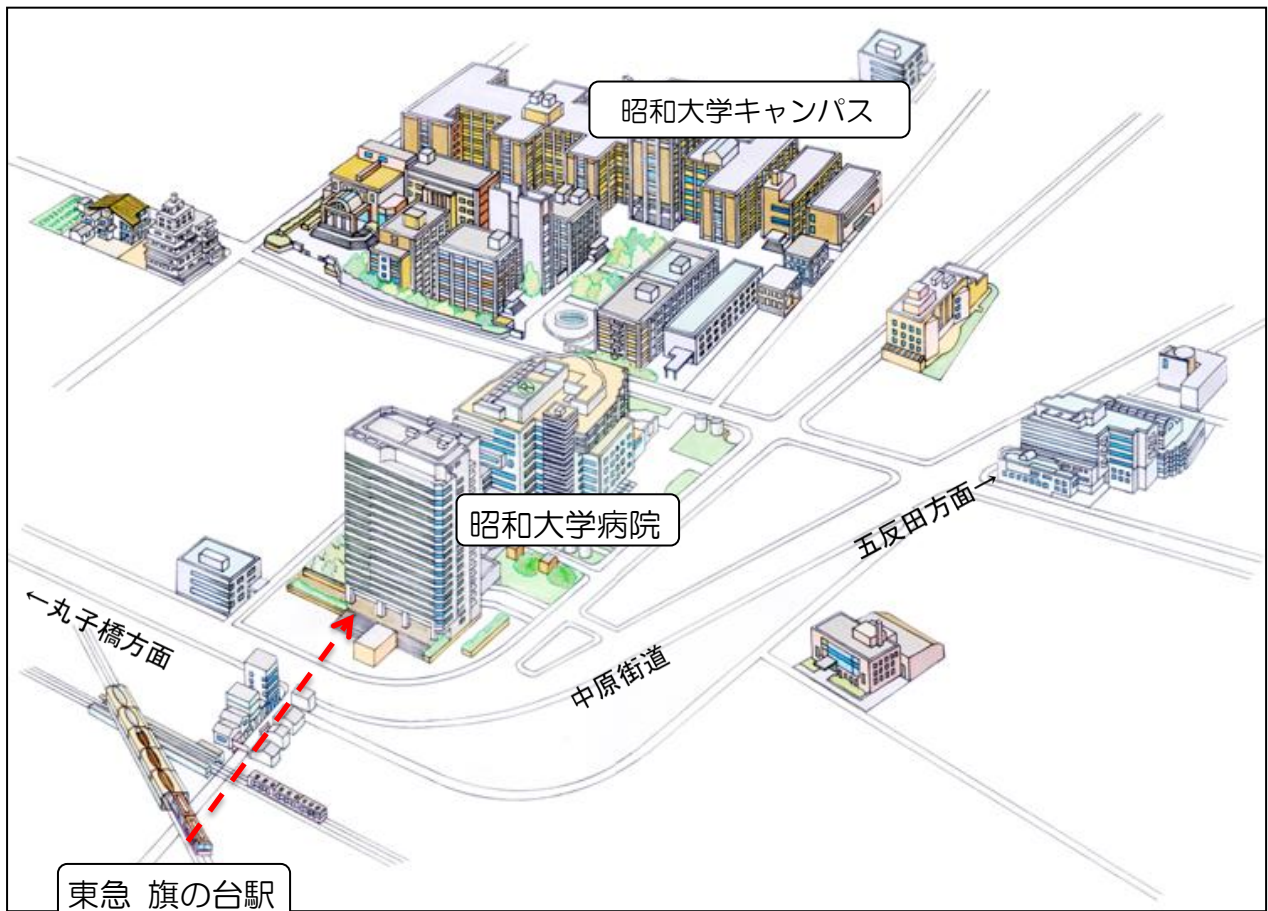 昭和大学キャンパス
昭和大学病院
五反田方面→
←丸子橋方面
中原街道
東急 旗の台駅